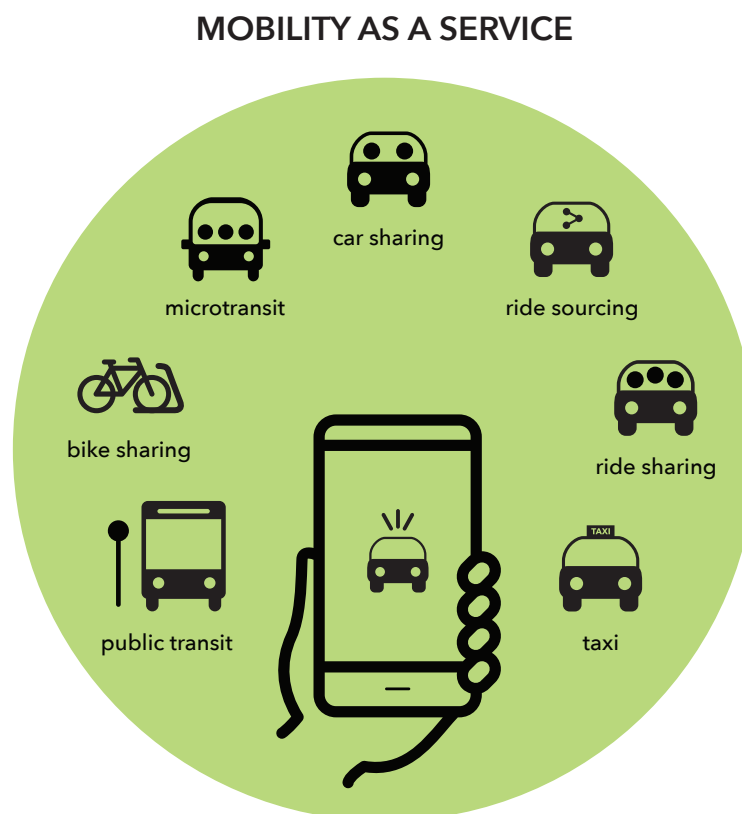 MOBILITY AS A SERVICE
car sharing
microtransit
ride sourcing
bike sharing
ride sharing
TAXI
public transit
taxi